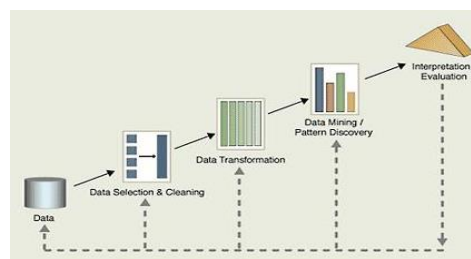 Interpretation
Evaluation
Data Mining /
Pattern Discovery
Data Transformation
Data Selection & Cleaning
Data